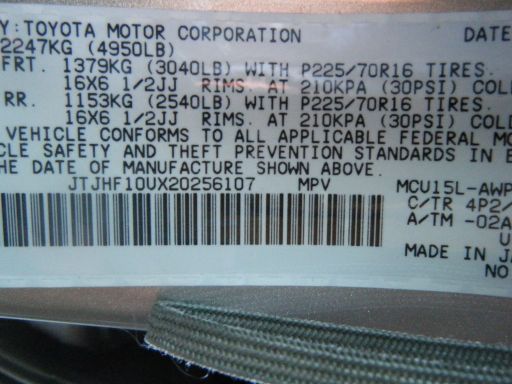 Y: TOYOTA MOTOR CORPORATION DATE
2247KG (4950LB)
FRT. 1379KG (3040LB) WITH P225/70R16 TIRES.
16X6 1/2JJ RIMS. AT 210KPA (30PSI) COLD
RR. 1153KG (2540LB) WITH P225/70R16 TIRES.
16X6 1/2JJ RIMS. AT 210KPA (30PSI) COLD
VEHICLE CONFORMS TO ALL APPLICABLE FEDERAL MO
CLE SAFETY AND THEFT PREVENTION STANDARDS IN E
THE DATE OF MANUFACTURE SHOWN ABOVE.
JTJHF10UX20256107 MPV MCU15L-AWP
C/TR 4P2/
A/TM -02A
U
MADE IN JA
NO